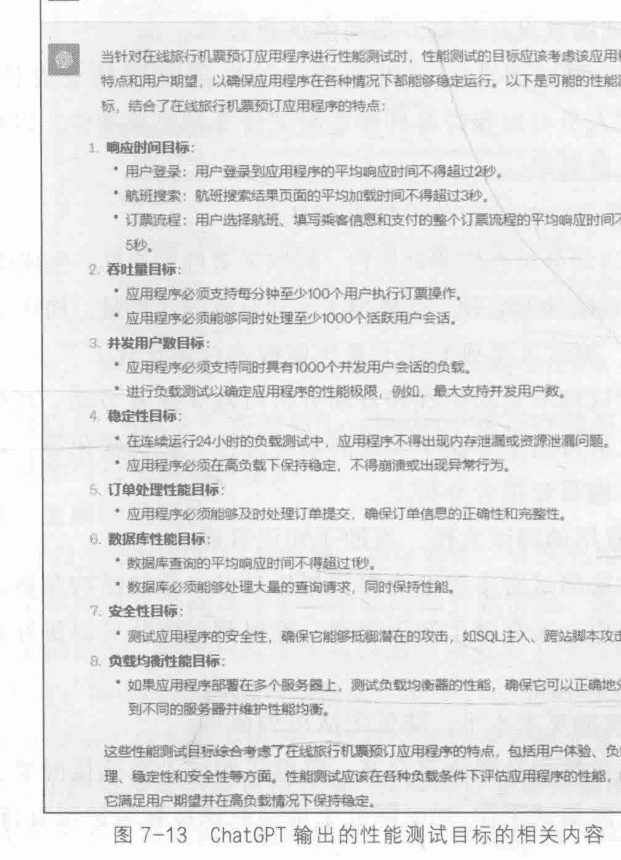 当针对在线旅行机票预订应用程序进行性能测试时，性能测试的目标应该考虑该应用
特点和用户期望，以确保应用程序在各种情况下都能够稳定运行。以下是可能的性能
标，结合了在线旅行机票预订应用程序的特点：
1. 响应时间目标：
* 用户登录：用户登录到应用程序的平均响应时间不得超过2秒。
* 航班搜索：航班搜索结果页面的平均加载时间不得超过3秒。
* 订票流程：用户选择航班、填写乘客信息和支付的整个订票流程的平均响应时间不
5秒。
2. 吞吐量目标：
* 应用程序必须支持每分钟至少100个用户执行订票操作。
* 应用程序必须能够同时处理至少1000个活跃用户会话。
3. 并发用户数目标：
* 应用程序必须支持同时具有1000个并发用户会话的负载。
* 进行负载测试以确定应用程序的性能极限，例如，最大支持并发用户数。
4. 稳定性目标：
* 在连续运行24小时的负载测试中，应用程序不得出现内存泄漏或资源泄漏问题。
* 应用程序必须在高负载下保持稳定，不得崩溃或出现异常行为。
5. 订单处理性能目标：
* 应用程序必须能够及时处理订单提交，确保订单信息的正确性和完整性。
6. 数据库性能目标：
* 数据库查询的平均响应时间不得超过1秒。
* 数据库必须能够处理大量的查询请求，同时保持性能。
7. 安全性目标：
* 测试应用程序的安全性，确保它能够抵御潜在的攻击，如SQL注入、跨站脚本攻
8. 负载均衡性能目标：
* 如果应用程序部署在多个服务器上，测试负载均衡器的性能，确保它可以正确地
到不同的服务器并维护性能均衡。
这些性能测试目标综合考虑了在线旅行机票预订应用程序的特点，包括用户体验、负
理、稳定性和安全性等方面。性能测试应该在各种负载条件下评估应用程序的性能，
它满足用户期望并在高负载情况下保持稳定。
图 7-13 ChatGPT 输出的性能测试目标的相关内容